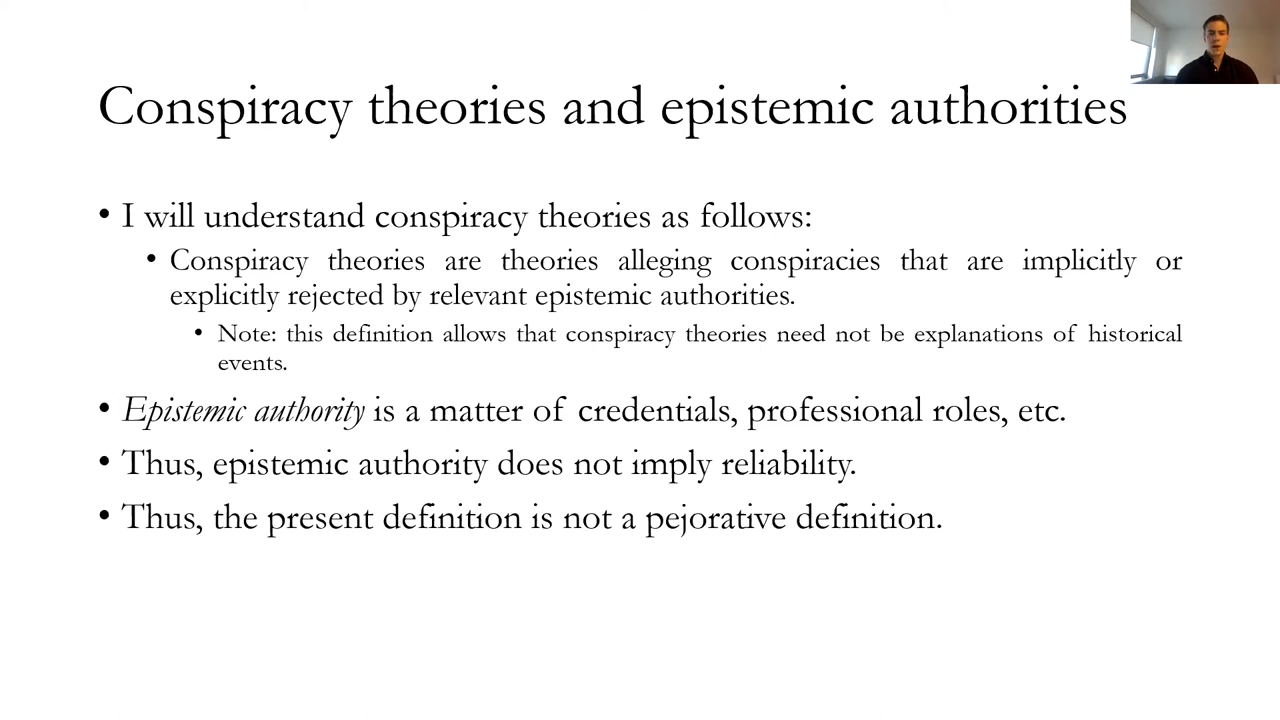 Conspiracy theories and epistemic authorities
• I will understand conspiracy theories as follows:
• Conspiracy theories are theories alleging conspiracies that are implicitly or
explicitly rejected by relevant epistemic authorities.
• Note: this definition allows that conspiracy theories need not be explanations of historical
events.
• Epistemic authority is a matter of credentials, professional roles, etc.
• Thus, epistemic authority does not imply reliability.
• Thus, the present definition is not a pejorative definition.